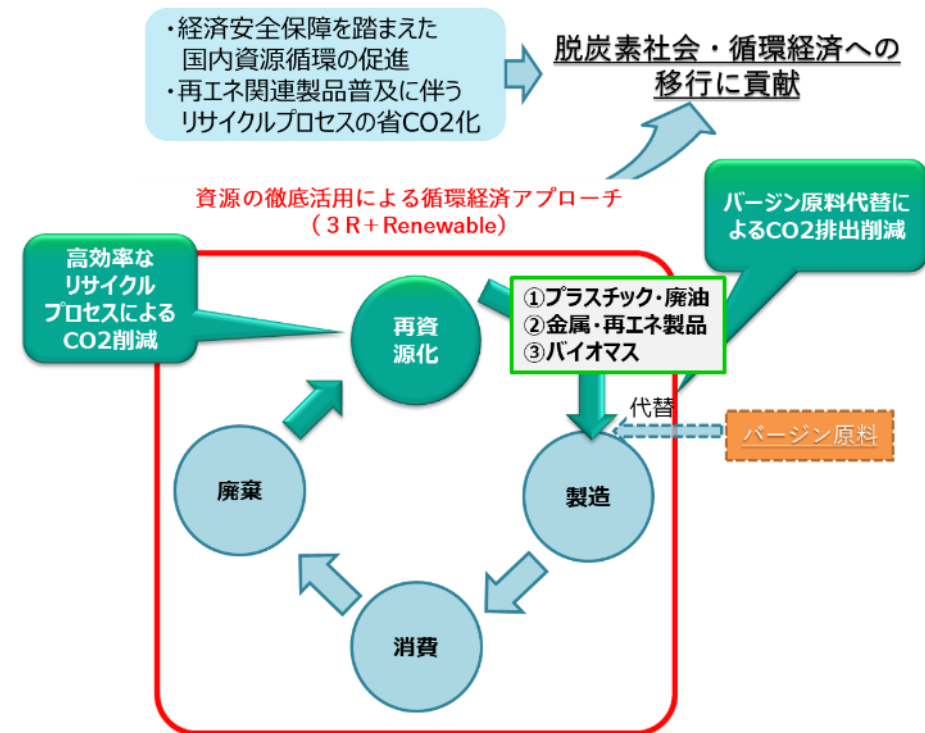 ・経済安全保障を踏まえた
国内資源循環の促進
・再エネ関連製品普及に伴う
リサイクルプロセスの省CO2化
脱炭素社会・循環経済への
移行に貢献
資源の徹底活用による循環経済アプローチ
(３R+Renewable)
バージン原料代替に
よるCO2排出削減
高効率な
リサイクル
プロセスによる
CO2削減
再資
源化
①プラスチック・廃油
②金属・再エネ製品
③バイオマス
代替
バージン原料
廃棄
製造
消費